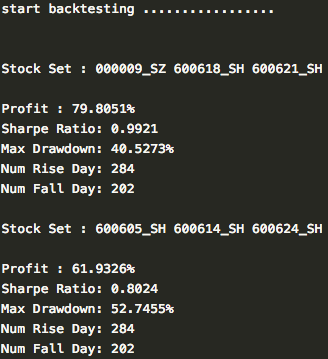 start backtesting .................
Stock Set : 000009_SZ 600618_SH 600621_SH
Profit : 79.8051%
Sharpe Ratio: 0.9921
Max Drawdown: 40.5273%
Num Rise Day: 284
Num Fall Day: 202
Stock Set : 600605_SH 600614_SH 600624_SH
Profit : 61.9326%
Sharpe Ratio: 0.8024
Max Drawdown: 52.7455%
Num Rise Day: 284
Num Fall Day: 202